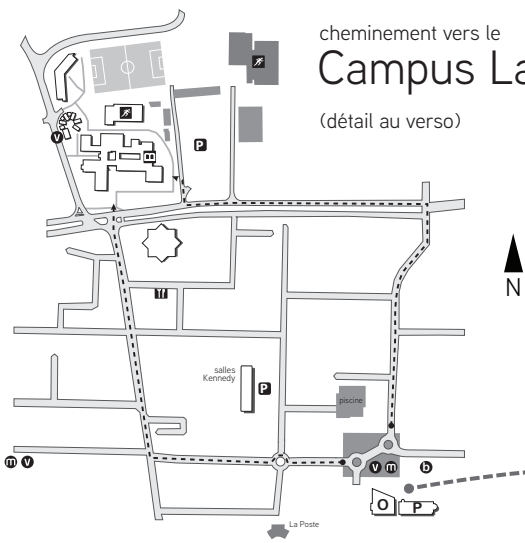 cheminement vers le
Campus La
(détail au verso)
V
P
N
salles
Kennedy
P
piscine
m v
v m
b
O
P
La Poste